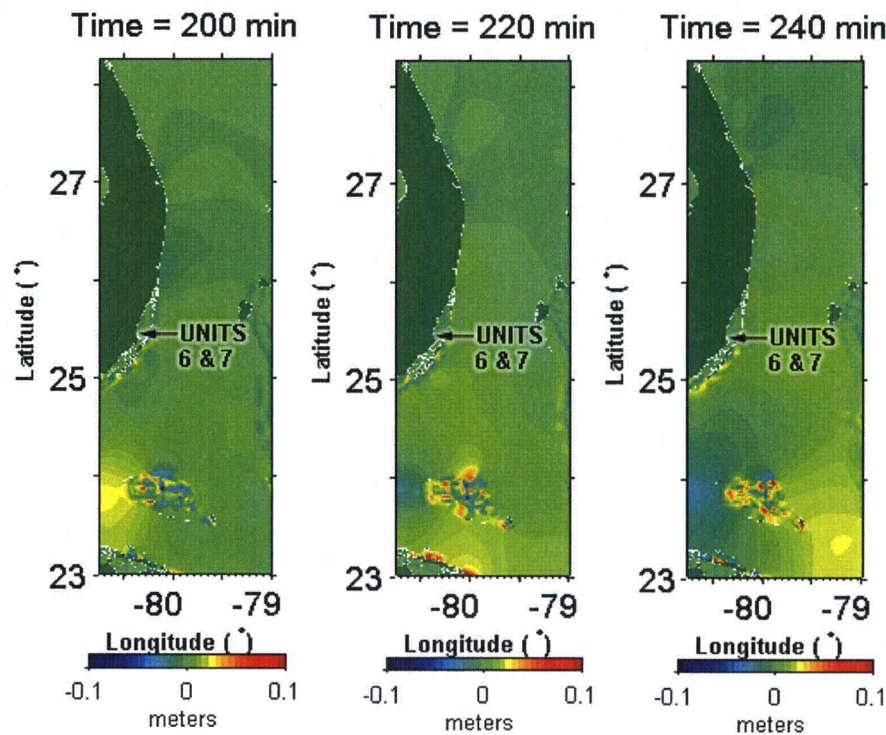 Time = 200 min
Latitude (°)
27
25
23
UNITS
6 & 7
-80 -79
Longitude (°)
-0.1 0 0.1
meters
Time = 220 min
Latitude (°)
27
25
23
UNITS
6 & 7
-80 -79
Longitude (°)
-0.1 0 0.1
meters
Time = 240 min
Latitude (°)
27
25
23
UNITS
6 & 7
-80 -79
Longitude (°)
-0.1 0 0.1
meters